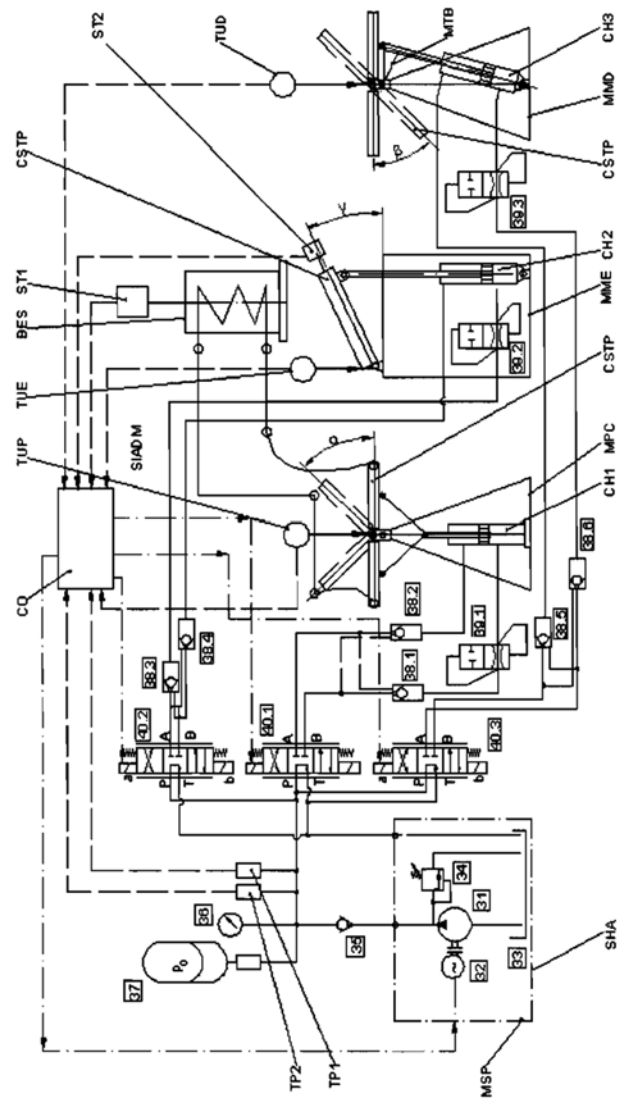 ST2
TUD
CSTP
ST1
BES
TUE
TUP
SIADM
MTB
CH3
MMD
CSTP
β
γ
39.3
CH2
MME
39.2
CSTP
α
MPC
CH1
38.6
38.5
38.2
39.1
38.1
38.4
38.3
40.2
A
B
P
T
a
b
40.1
A
B
P
T
40.3
A
B
P
T
a
b
36
37
P₀
35
34
31
32
33
TP2
TP1
SHA
MSP